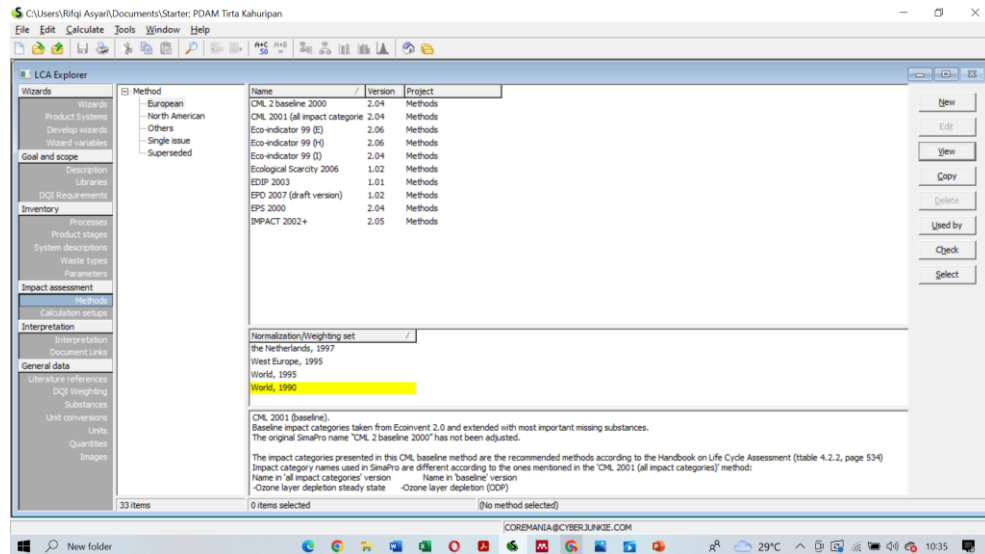 C:\Users\Rifqi Asyari\Documents\Starter; PDAM Tirta Kahuripan
File Edit Calculate Tools Window Help
LCA Explorer
Wizards
Wizards
Product Systems
Develop wizards
Wizard variables
Goal and scope
Description
Libraries
DQI Requirements
Inventory
Processes
Product stages
System descriptions
Waste types
Parameters
Impact assessment
Methods
Calculation setups
Interpretation
Interpretation
Document Links
General data
Literature references
DQI Weighting
Substances
Unit conversions
Units
Quantities
Images
Method
European
North American
Others
Single issue
Superseded
Name / Version Project
CML 2 baseline 2000 2.04 Methods
CML 2001 (all impact categorie 2.04 Methods
Eco-indicator 99 (E) 2.06 Methods
Eco-indicator 99 (H) 2.06 Methods
Eco-indicator 99 (I) 2.04 Methods
Ecological Scarcity 2006 1.02 Methods
EDIP 2003 1.01 Methods
EPD 2007 (draft version) 1.02 Methods
EPS 2000 2.04 Methods
IMPACT 2002+ 2.05 Methods
Normalization/Weighting set /
the Netherlands, 1997
West Europe, 1995
World, 1995
World, 1990
CML 2001 (baseline).
Baseline impact categories taken from Ecoinvent 2.0 and extended with most important missing substances.
The original SimaPro name "CML 2 baseline 2000" has not been adjusted.
The impact categories presented in this CML baseline method are the recommended methods according to the Handbook on Life Cycle Assessment (ttable 4.2.2, page 534)
Impact category names used in SimaPro are different according to the ones mentioned in the 'CML 2001 (all impact categories)' method:
Name in 'all impact categories' version Name in 'baseline' version
-Ozone layer depletion steady state -Ozone layer depletion (ODP)
New
Edit
View
Copy
Delete
Used by
Check
Select
33 items 0 items selected (No method selected)
COREMANIA@CYBERJUNKIE.COM
New folder 29°C 10:35